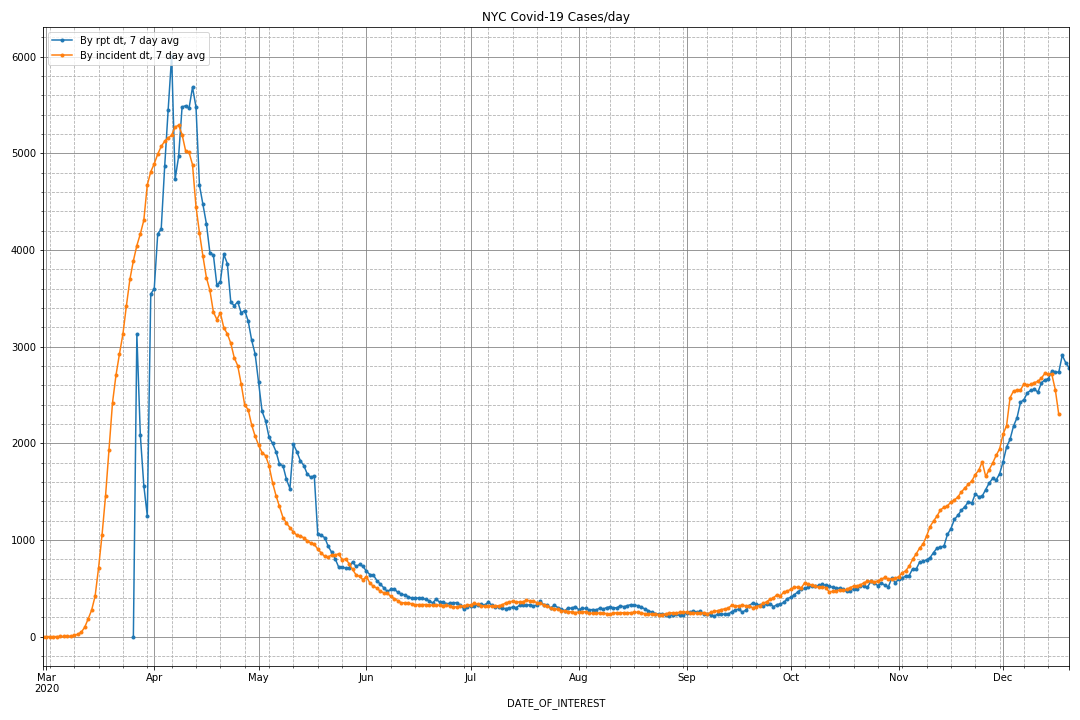 NYC Covid-19 Cases/day
By rpt dt, 7 day avg
By incident dt, 7 day avg
6000
5000
4000
3000
2000
1000
0
Mar Apr May Jun Jul Aug Sep Oct Nov Dec
2020
DATE_OF_INTEREST